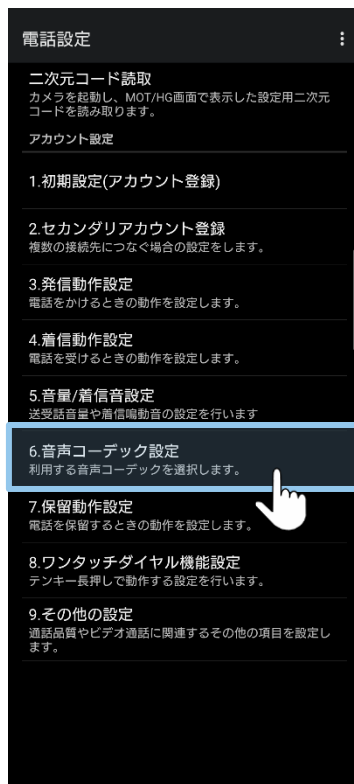 電話設定
二次元コード読取
カメラを起動し、MOT/HG画面で表示した設定用二次元
コードを読み取ります。
アカウント設定
1.初期設定(アカウント登録)
2.セカンダリアカウント登録
複数の接続先につなぐ場合の設定をします。
3.発信動作設定
電話をかけるときの動作を設定します。
4.着信動作設定
電話を受けるときの動作を設定します。
5.音量/着信音設定
送受話音量や着信鳴動音の設定を行います
6.音声コーデック設定
利用する音声コーデックを選択します。
7.保留動作設定
電話を保留するときの動作を設定します。
8.ワンタッチダイヤル機能設定
テンキー長押しで動作する設定を行います。
9.その他の設定
通話品質やビデオ通話に関連するその他の項目を設定し
ます。